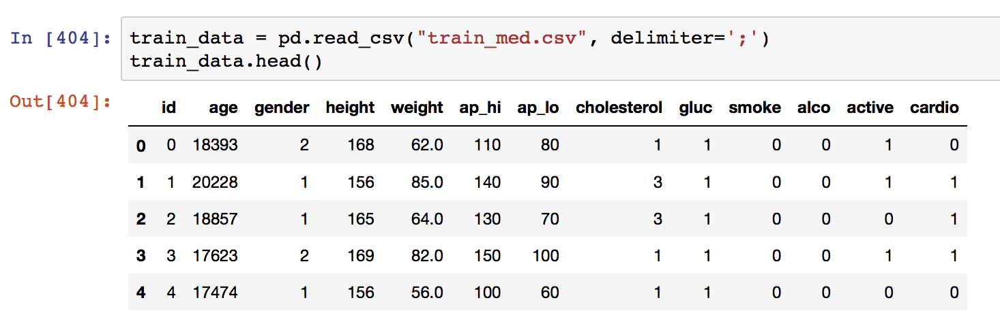 In [404]: train_data = pd.read_csv("train_med.csv", delimiter=';')
train_data.head()
Out[404]:
id age gender height weight ap_hi ap_lo cholesterol gluc smoke alco active cardio
0 0 18393 2 168 62.0 110 80 1 1 0 0 1 0
1 1 20228 1 156 85.0 140 90 3 1 0 0 1 1
2 2 18857 1 165 64.0 130 70 3 1 0 0 0 1
3 3 17623 2 169 82.0 150 100 1 1 0 0 1 1
4 4 17474 1 156 56.0 100 60 1 1 0 0 0 0